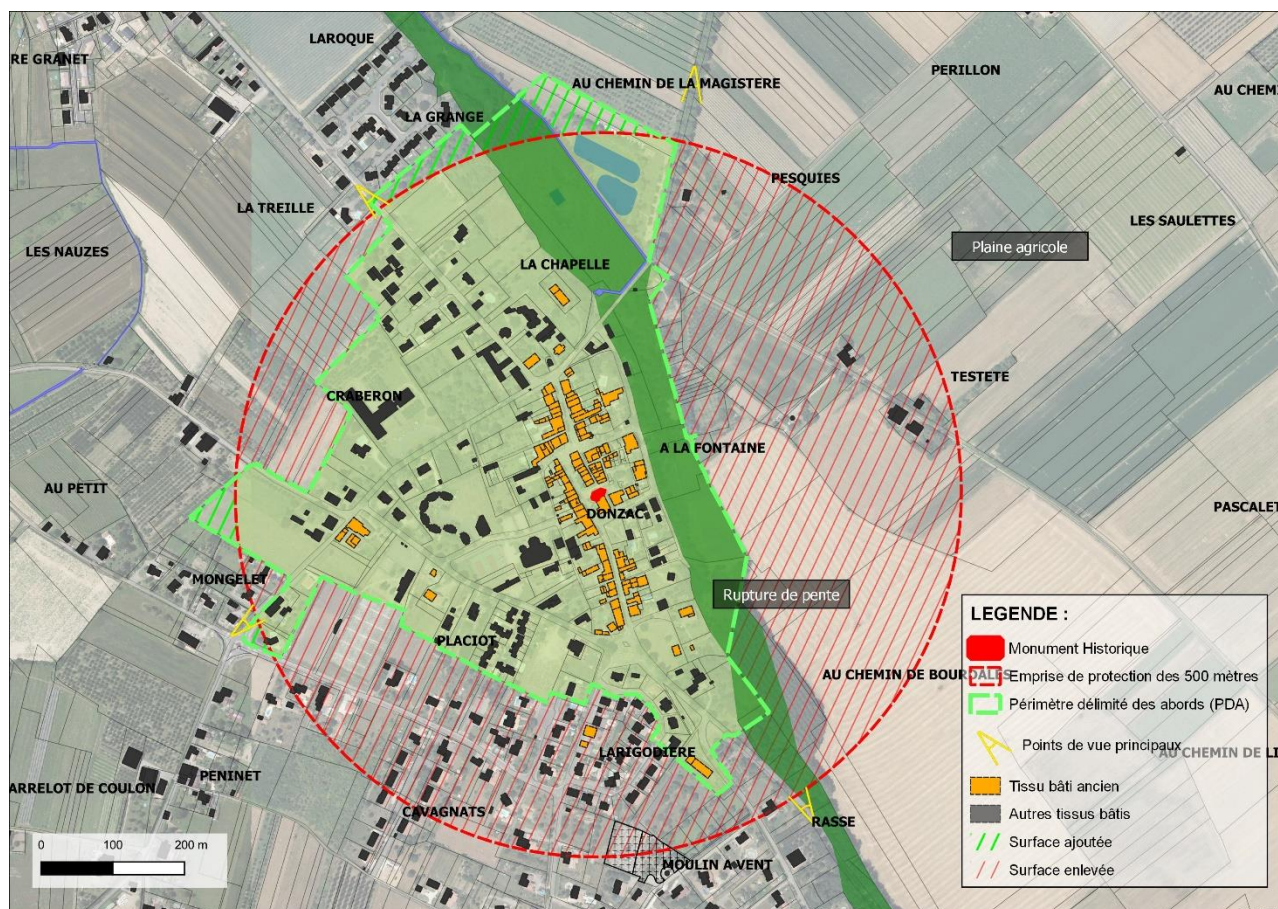 LAROQUE
RE GRANET
AU CHEMIN DE LA MAGISTERE
PERILLON
AU CHEMI
LA GRANGE
PESQUIES
LA TREILLE
LES SAULETTES
LES NAUZES
Plaine agricole
LA CHAPELLE
TESTETE
CRABERON
A LA FONTAINE
AU PETIT
PASCALET
DONZAC
MONGELET
Rupture de pente
PLACIOT
AU CHEMIN DE BOURDALES
LARIGODIERE
PENINET
ARRELOT DE COULON
CAVAGNATS
RASSE
MOULIN A VENT
AU CHEMIN DE LI
0 100 200 m
LEGENDE :
Monument Historique
Emprise de protection des 500 mètres
Périmètre délimité des abords (PDA)
Points de vue principaux
Tissu bâti ancien
Autres tissus bâtis
Surface ajoutée
Surface enlevée